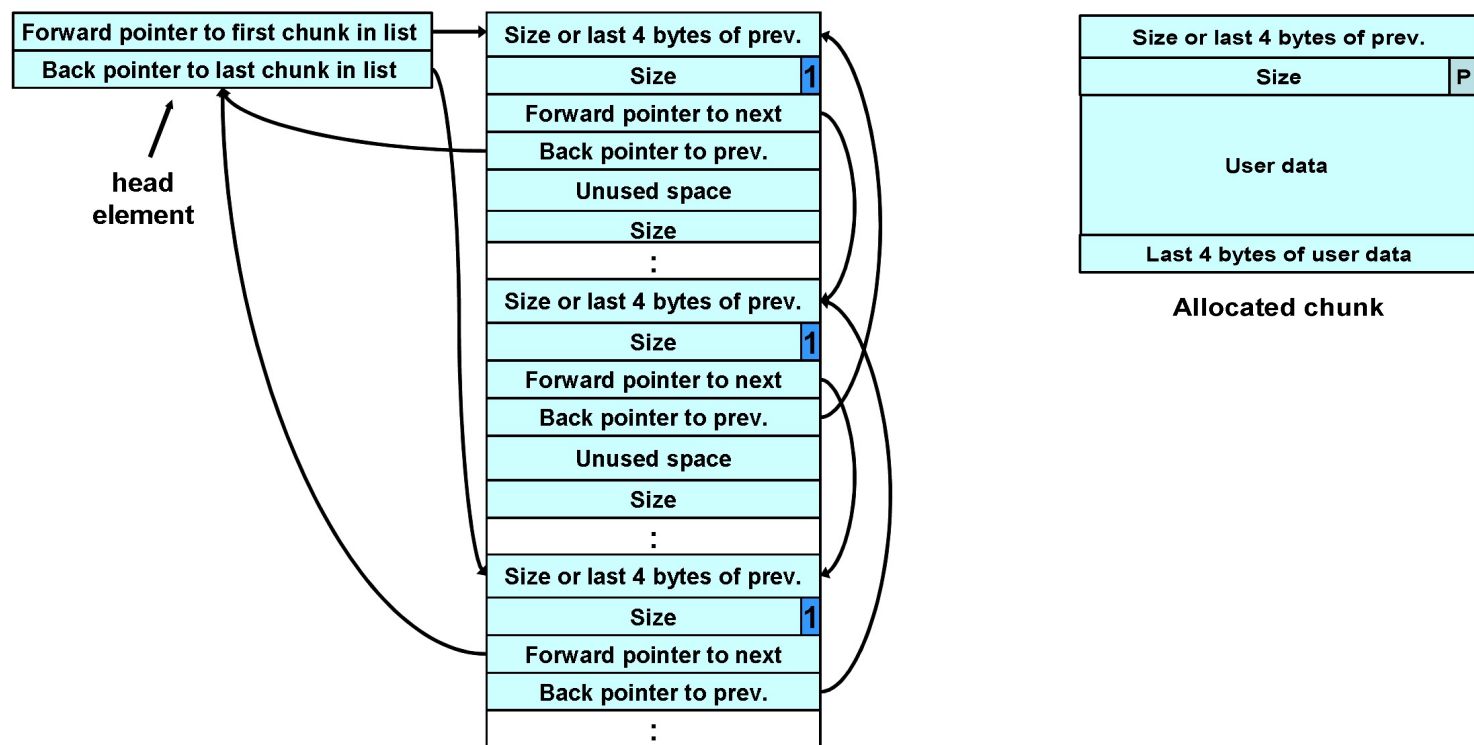 Forward pointer to first chunk in list
Back pointer to last chunk in list
head
element
Size or last 4 bytes of prev.
Size 1
Forward pointer to next
Back pointer to prev.
Unused space
Size
:
Size or last 4 bytes of prev.
Size 1
Forward pointer to next
Back pointer to prev.
Unused space
Size
:
Size or last 4 bytes of prev.
Size 1
Forward pointer to next
Back pointer to prev.
:
Size or last 4 bytes of prev.
Size P
User data
Last 4 bytes of user data
Allocated chunk